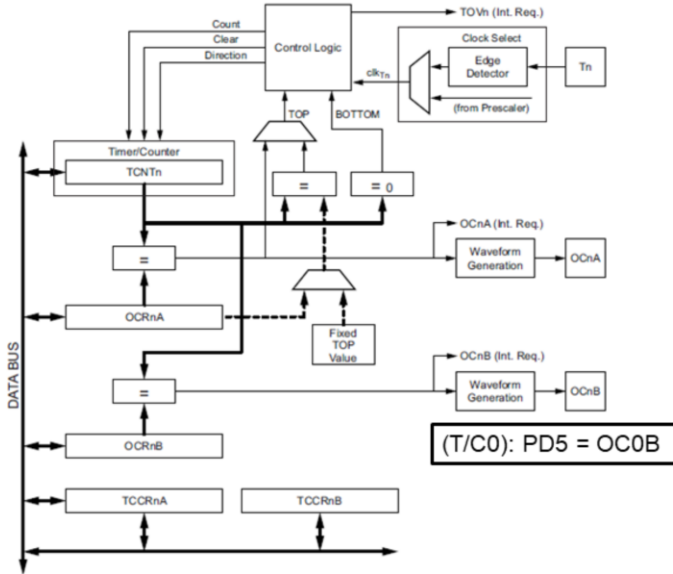 Count
Clear
Direction
Control Logic
TOVn (Int. Req.)
Clock Select
Edge
Detector
Tn
clkTn
(from Prescaler)
TOP
BOTTOM
Timer/Counter
TCNTn
=
= 0
=
OCnA (Int. Req.)
Waveform
Generation
OCnA
OCRnA
Fixed
TOP
Value
DATA BUS
=
OCnB (Int. Req.)
Waveform
Generation
OCnB
OCRnB
(T/C0): PD5 = OC0B
TCCRnA
TCCRnB